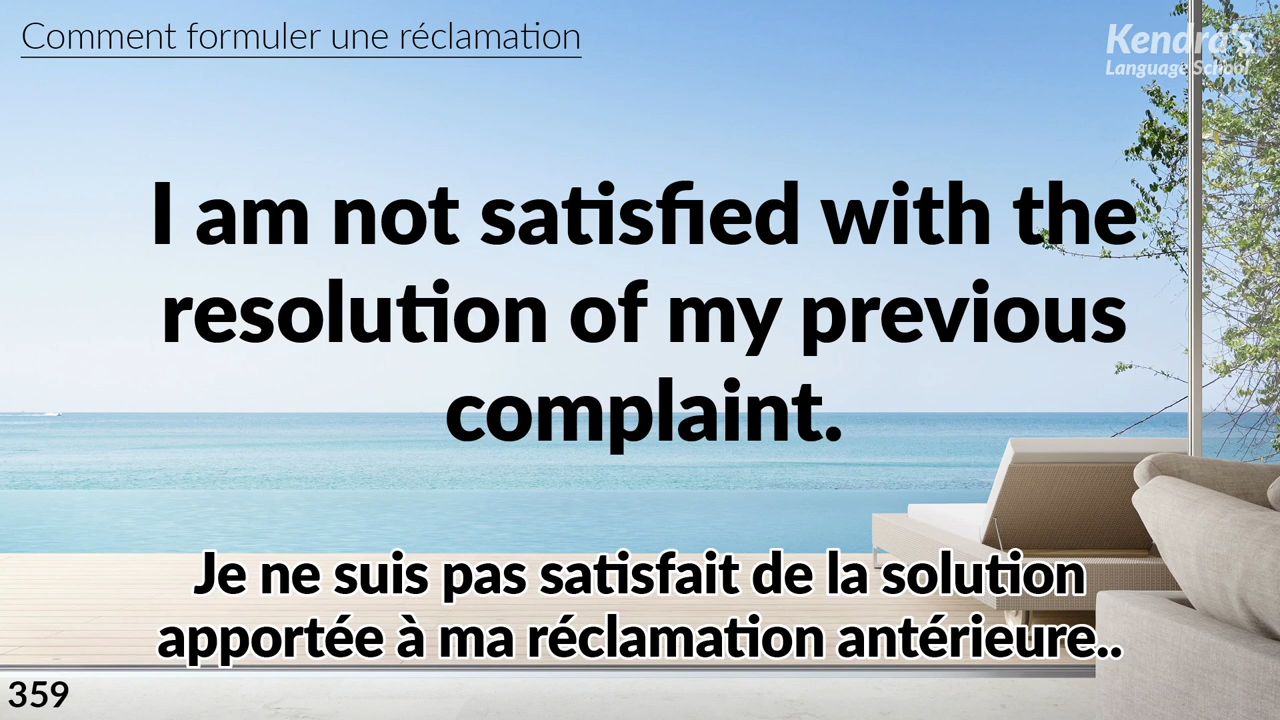 Comment formuler une réclamation
Kendra's
Language School
I am not satisfied with the
resolution of my previous
complaint.
Je ne suis pas satisfait de la solution
apportée à ma réclamation antérieure..
359